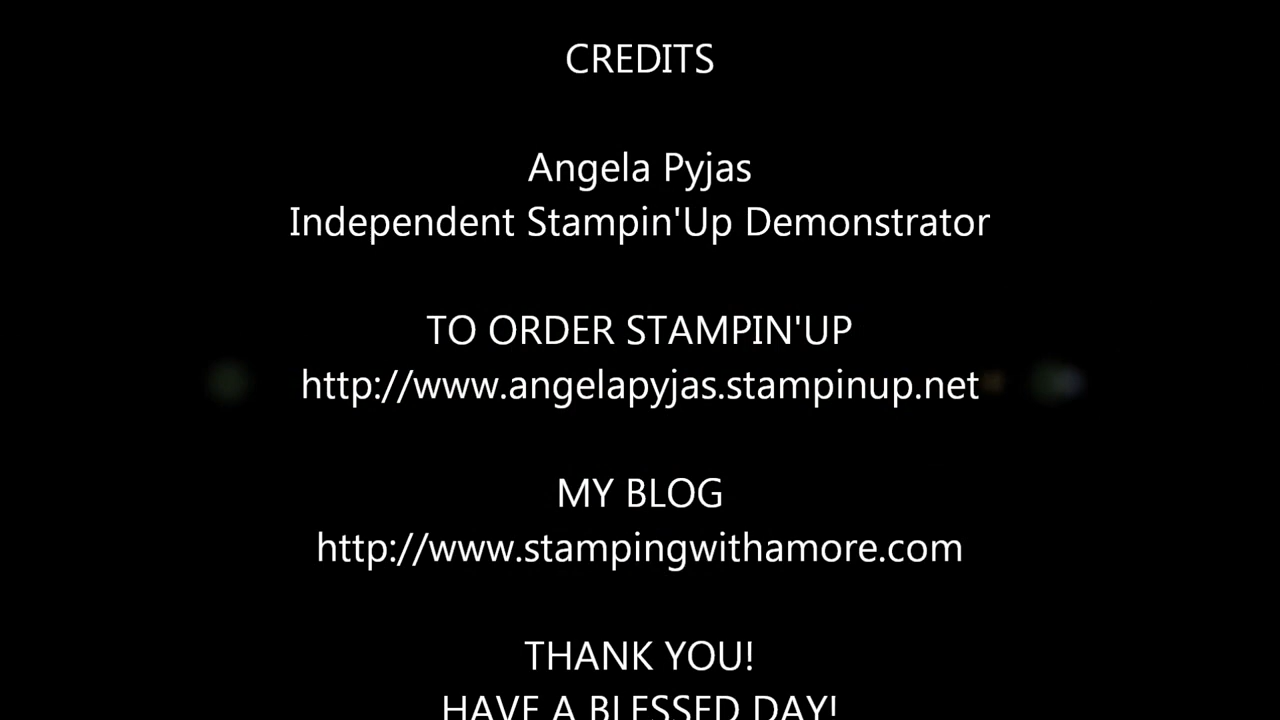 CREDITS
Angela Pyjas
Independent Stampin'Up Demonstrator
TO ORDER STAMPIN'UP
http://www.angelapyjas.stampinup.net
MY BLOG
http://www.stampingwithamore.com
THANK YOU!
HAVE A BLESSED DAY!